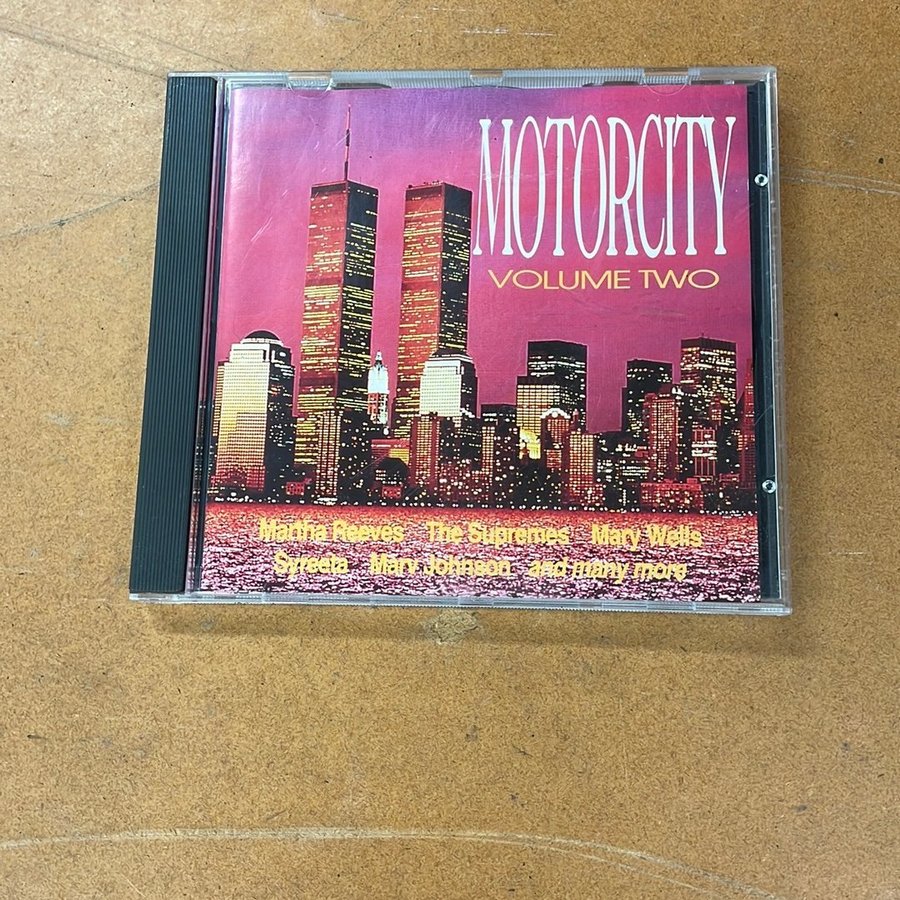 MOTORCITY
VOLUME TWO
Martha Reeves The Supremes Mary Wells
Syreeta Marv Johnson and many more